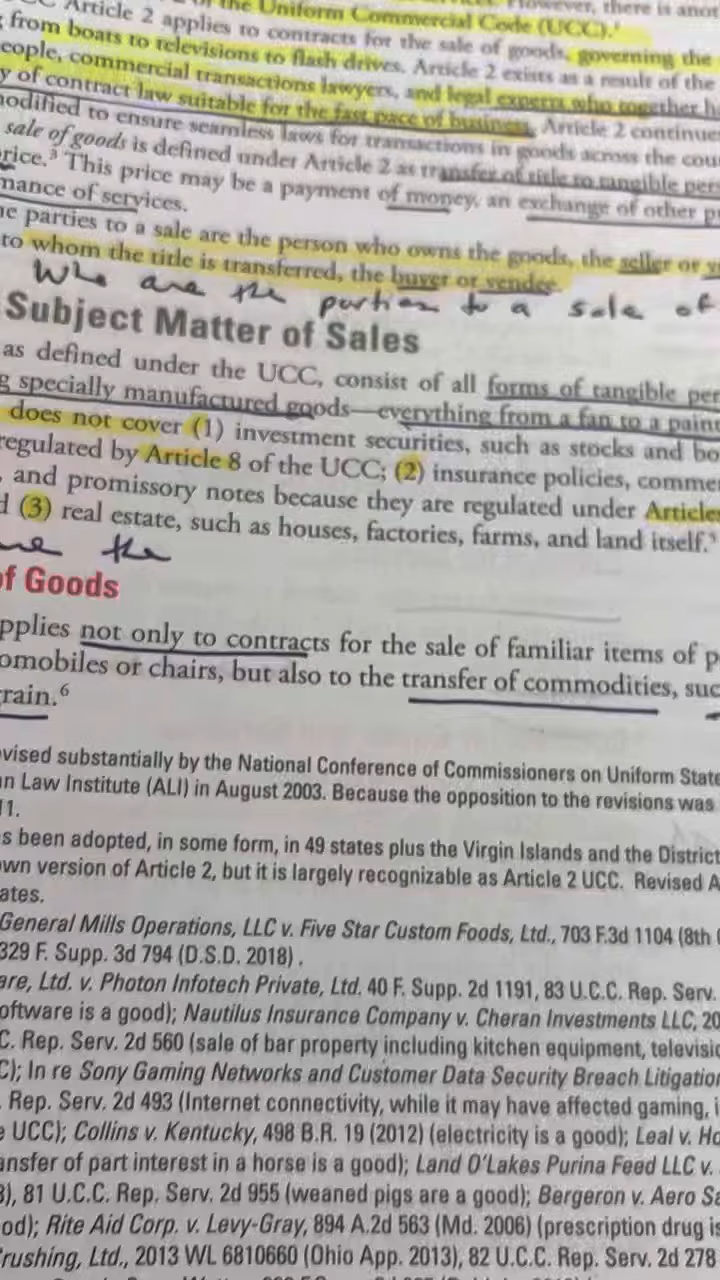 Article 2 of the Uniform Commercial Code (UCC).
Article 2 applies to contracts for the sale of goods, governing the
from boats to televisions to flash drives. Article 2 exists as a result of the
eople, commercial transactions lawyers, and legal experts who together h
y of contract law suitable for the fast pace of business. Article 2 continue
nodified to ensure seamless laws for transactions in goods across the cou
sale of goods is defined under Article 2 as transfer of title to tangible pers
rice.³ This price may be a payment of money, an exchange of other p
mance of services.
he parties to a sale are the person who owns the goods, the seller or v
to whom the title is transferred, the buyer or vendee.
Who are the parties to a sale of
Subject Matter of Sales
as defined under the UCC, consist of all forms of tangible per
g specially manufactured goods—everything from a fan to a paint
does not cover (1) investment securities, such as stocks and bo
regulated by Article 8 of the UCC; (2) insurance policies, comme
, and promissory notes because they are regulated under Articles
d (3) real estate, such as houses, factories, farms, and land itself.⁵
the
of Goods
pplies not only to contracts for the sale of familiar items of p
omobiles or chairs, but also to the transfer of commodities, suc
rain.⁶
evised substantially by the National Conference of Commissioners on Uniform State
an Law Institute (ALI) in August 2003. Because the opposition to the revisions was
11.
s been adopted, in some form, in 49 states plus the Virgin Islands and the District
own version of Article 2, but it is largely recognizable as Article 2 UCC. Revised A
ates.
General Mills Operations, LLC v. Five Star Custom Foods, Ltd., 703 F.3d 1104 (8th C
329 F. Supp. 3d 794 (D.S.D. 2018).
are, Ltd. v. Photon Infotech Private, Ltd. 40 F. Supp. 2d 1191, 83 U.C.C. Rep. Serv.
oftware is a good); Nautilus Insurance Company v. Cheran Investments LLC, 20
C. Rep. Serv. 2d 560 (sale of bar property including kitchen equipment, televisio
C); In re Sony Gaming Networks and Customer Data Security Breach Litigation
. Rep. Serv. 2d 493 (Internet connectivity, while it may have affected gaming, i
e UCC); Collins v. Kentucky, 498 B.R. 19 (2012) (electricity is a good); Leal v. Ho
ansfer of part interest in a horse is a good); Land O'Lakes Purina Feed LLC v.
3), 81 U.C.C. Rep. Serv. 2d 955 (weaned pigs are a good); Bergeron v. Aero Sa
od); Rite Aid Corp. v. Levy-Gray, 894 A.2d 563 (Md. 2006) (prescription drug is
rushing, Ltd., 2013 WL 6810660 (Ohio App. 2013), 82 U.C.C. Rep. Serv. 2d 278